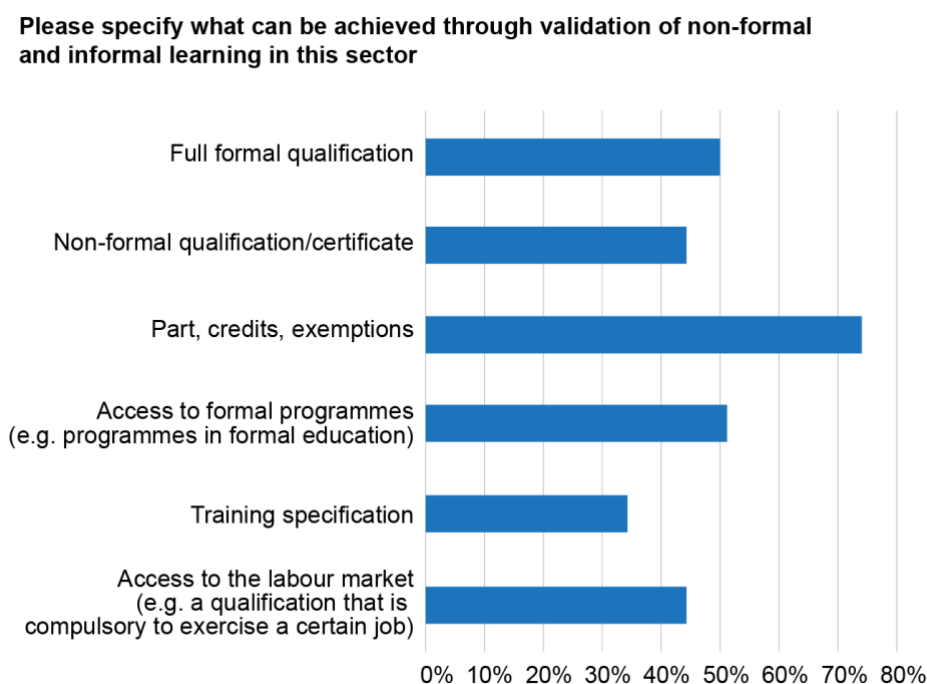 Please specify what can be achieved through validation of non-formal
and informal learning in this sector
Full formal qualification
Non-formal qualification/certificate
Part, credits, exemptions
Access to formal programmes
(e.g. programmes in formal education)
Training specification
Access to the labour market
(e.g. a qualification that is
compulsory to exercise a certain job)
0% 10% 20% 30% 40% 50% 60% 70% 80%